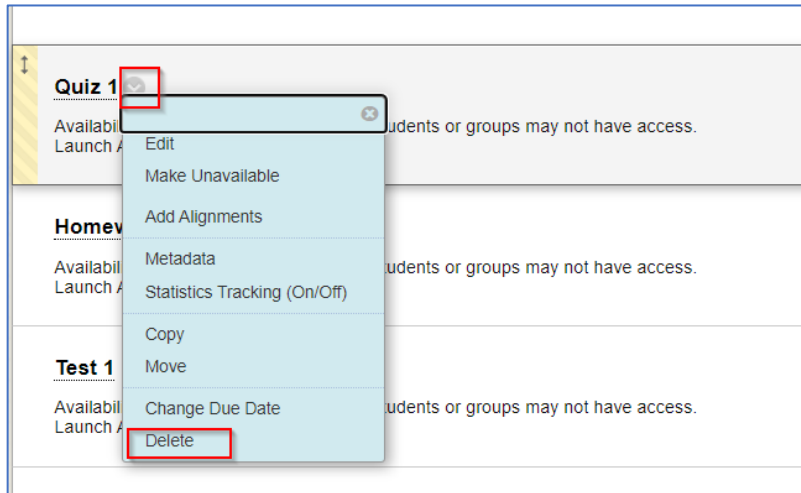 Quiz 1
Availabil
udents or groups may not have access.
Launch A
Edit
Make Unavailable
Add Alignments
Metadata
Statistics Tracking (On/Off)
Copy
Move
Change Due Date
Delete
Homew
Availabil
udents or groups may not have access.
Launch A
Test 1
Availabil
udents or groups may not have access.
Launch A